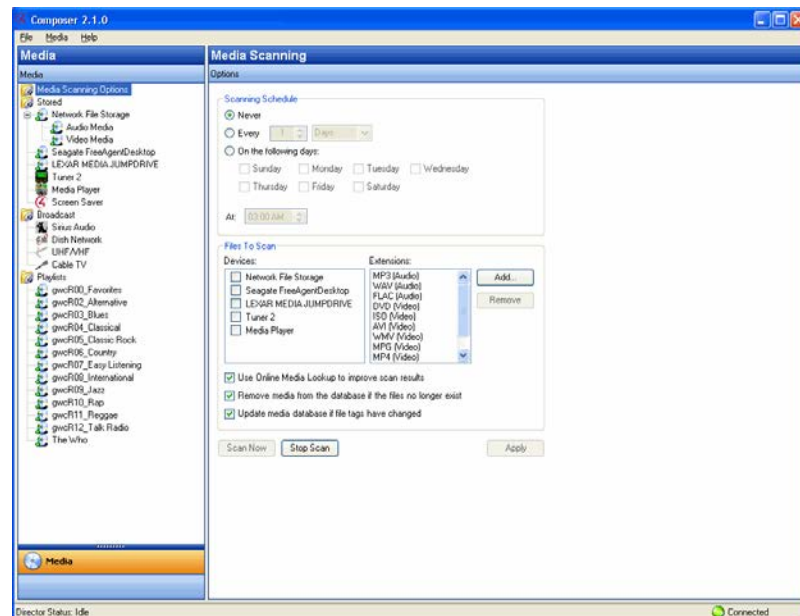 Composer 2.1.0
File Media Help
Media
Media Scanning
Media
Options
Media Scanning Options
Stored
Network File Storage
Audio Media
Video Media
Seagate FreeAgentDesktop
LEXAR MEDIA JUMPDRIVE
Tuner 2
Media Player
Screen Saver
Broadcast
Sirius Audio
Dish Network
UHF/VHF
Cable TV
Playlists
gwcR00_Favorites
gwcR02_Alternative
gwcR03_Blues
gwcR04_Classical
gwcR05_Classic Rock
gwcR06_Country
gwcR07_Easy Listening
gwcR08_International
gwcR09_Jazz
gwcR10_Rap
gwcR11_Reggae
gwcR12_Talk Radio
The Who
Media
Scanning Schedule
Never
Every 1 Days
On the following days:
Sunday Monday Tuesday Wednesday
Thursday Friday Saturday
At: 03:00 AM
Files To Scan
Devices:
Network File Storage
Seagate FreeAgentDesktop
LEXAR MEDIA JUMPDRIVE
Tuner 2
Media Player
Extensions:
MP3 (Audio)
WAV (Audio)
FLAC (Audio)
DVD (Video)
ISO (Video)
AVI (Video)
WMV (Video)
MPG (Video)
MP4 (Video)
Add...
Remove
Use Online Media Lookup to improve scan results
Remove media from the database if the files no longer exist
Update media database if file tags have changed
Scan Now Stop Scan Apply
Director Status: Idle
Connected